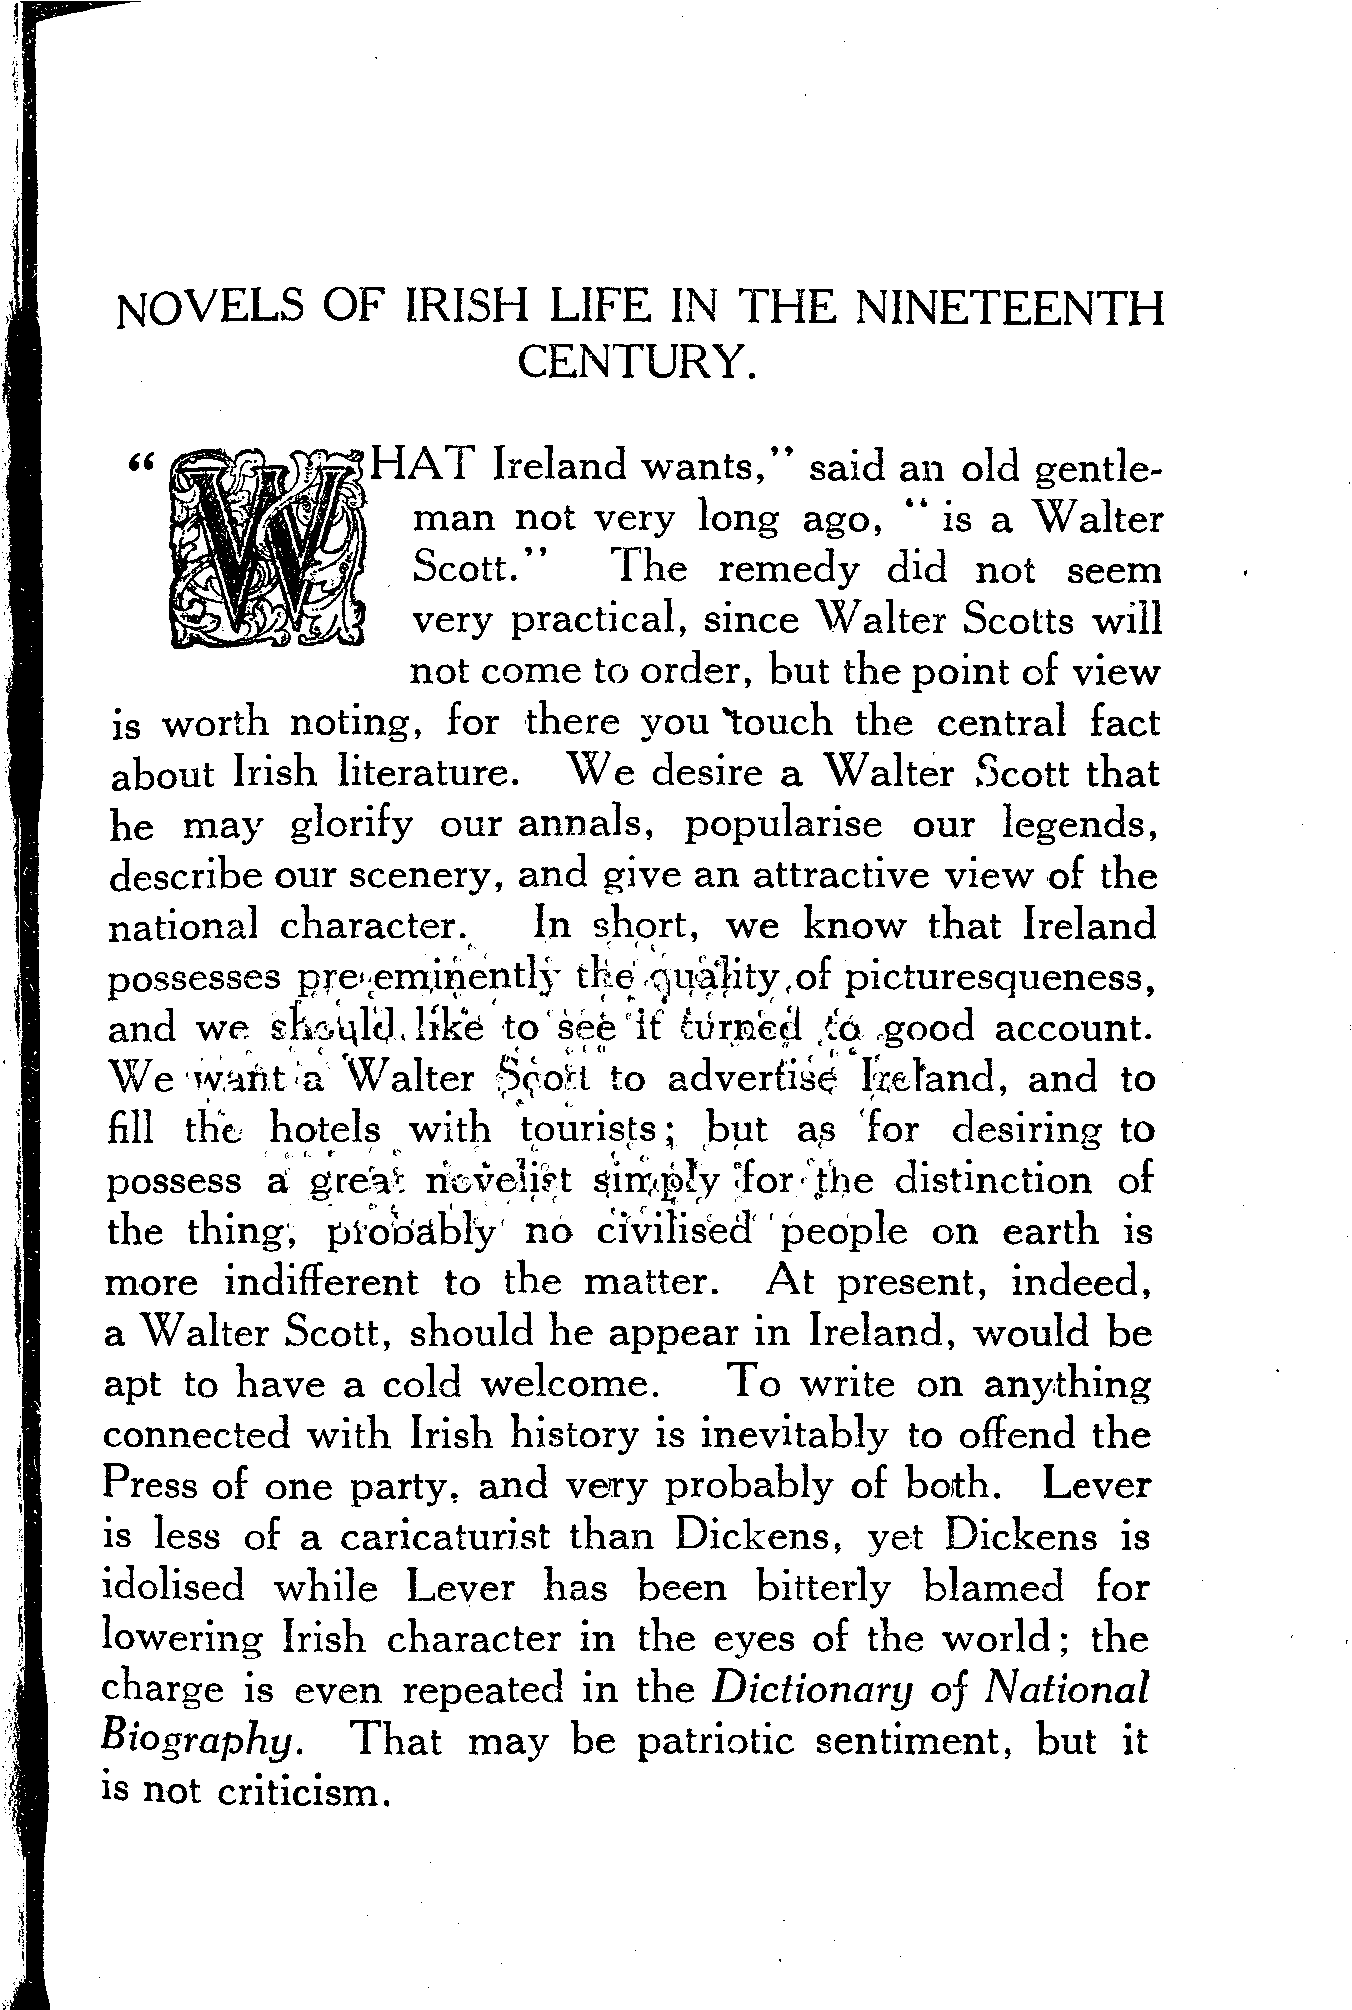 NOVELS OF IRISH LIFE IN THE NINETEENTH
CENTURY.
“WHAT Ireland wants,” said an old gentle-
man not very long ago, “ is a Walter
Scott.” The remedy did not seem
very practical, since Walter Scotts will
not come to order, but the point of view
is worth noting, for there you touch the central fact
about Irish literature. We desire a Walter Scott that
he may glorify our annals, popularise our legends,
describe our scenery, and give an attractive view of the
national character. In short, we know that Ireland
possesses pre-eminently the quality of picturesqueness,
and we should like to see it turned to good account.
We want a Walter Scott to advertise Ireland, and to
fill the hotels with tourists; but as for desiring to
possess a great novelist simply for the distinction of
the thing, probably no civilised people on earth is
more indifferent to the matter. At present, indeed,
a Walter Scott, should he appear in Ireland, would be
apt to have a cold welcome. To write on anything
connected with Irish history is inevitably to offend the
Press of one party, and very probably of both. Lever
is less of a caricaturist than Dickens, yet Dickens is
idolised while Lever has been bitterly blamed for
lowering Irish character in the eyes of the world; the
charge is even repeated in the Dictionary of National
Biography. That may be patriotic sentiment, but it
is not criticism.